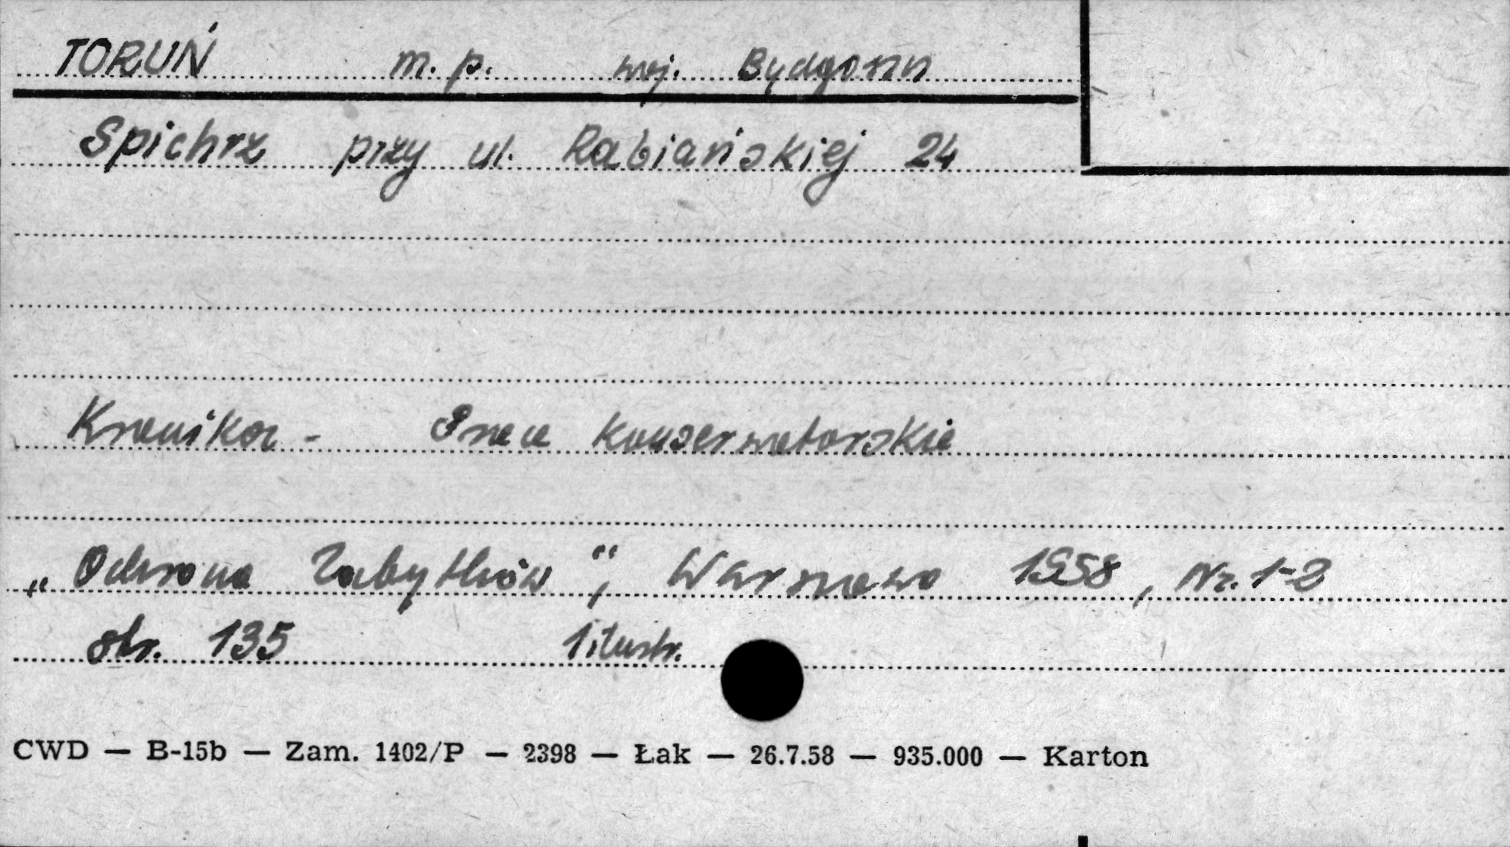 TORUŃ m. p. woj. Bydgoszcz
Spichrz przy ul. Rabiańskiej 24
Kronika - Prace konserwatorskie
„Ochrona Zabytków”, Warszawa 1958, Nr. 1-2
str. 135 1 ilustr.
CWD — B-15b — Zam. 1402/P — 2398 — Łak — 26.7.58 — 935.000 — Karton